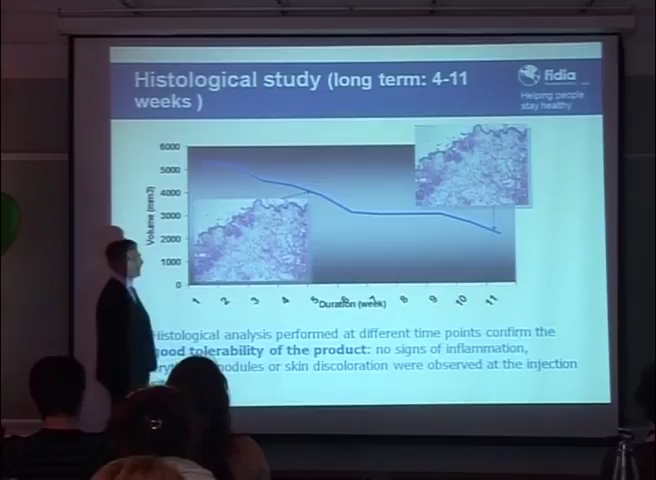 Histological study (long term: 4-11
weeks )
fidia
Helping people
stay healthy
6000
5000
4000
3000
2000
1000
0
Volume (mm3)
1 2 3 4 5 6 7 8 9 10 11
Duration (week)
Histological analysis performed at different time points confirm the
good tolerability of the product: no signs of inflammation,
nodules or skin discoloration were observed at the injection